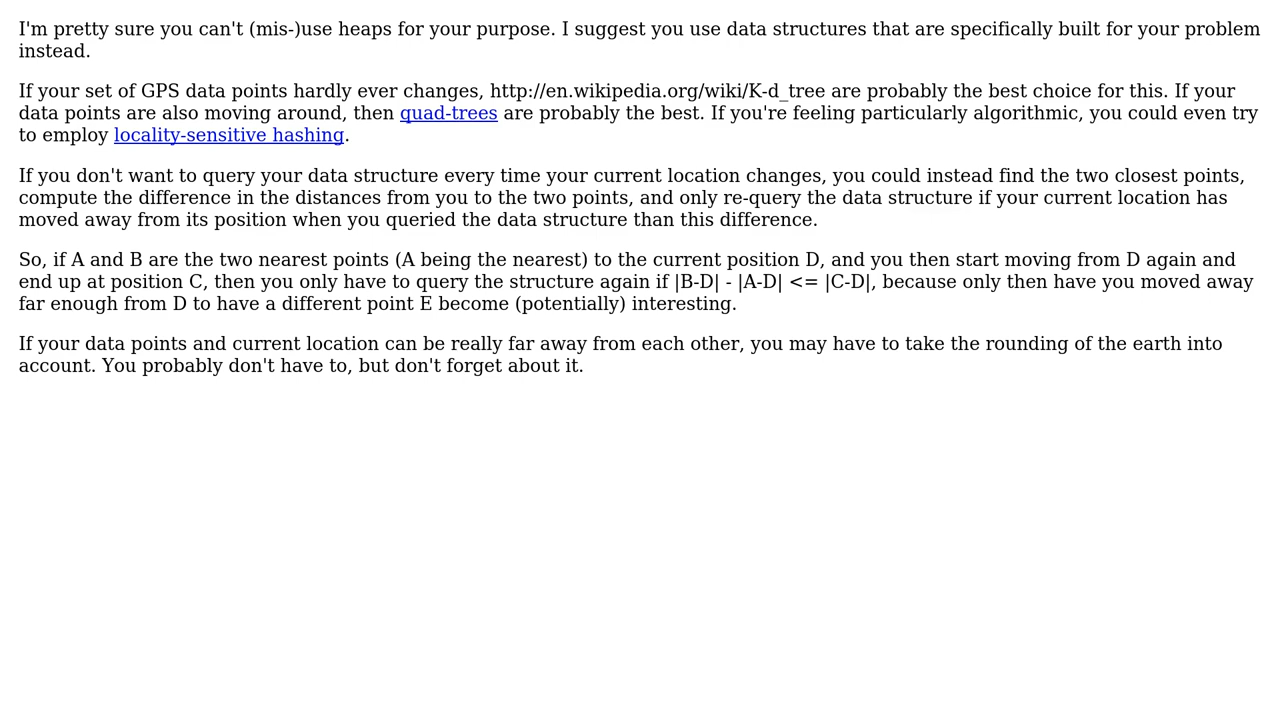 I'm pretty sure you can't (mis-)use heaps for your purpose. I suggest you use data structures that are specifically built for your problem
instead.
If your set of GPS data points hardly ever changes, http://en.wikipedia.org/wiki/K-d_tree are probably the best choice for this. If your
data points are also moving around, then quad-trees are probably the best. If you're feeling particularly algorithmic, you could even try
to employ locality-sensitive hashing.
If you don't want to query your data structure every time your current location changes, you could instead find the two closest points,
compute the difference in the distances from you to the two points, and only re-query the data structure if your current location has
moved away from its position when you queried the data structure than this difference.
So, if A and B are the two nearest points (A being the nearest) to the current position D, and you then start moving from D again and
end up at position C, then you only have to query the structure again if |B-D| - |A-D| <= |C-D|, because only then have you moved away
far enough from D to have a different point E become (potentially) interesting.
If your data points and current location can be really far away from each other, you may have to take the rounding of the earth into
account. You probably don't have to, but don't forget about it.